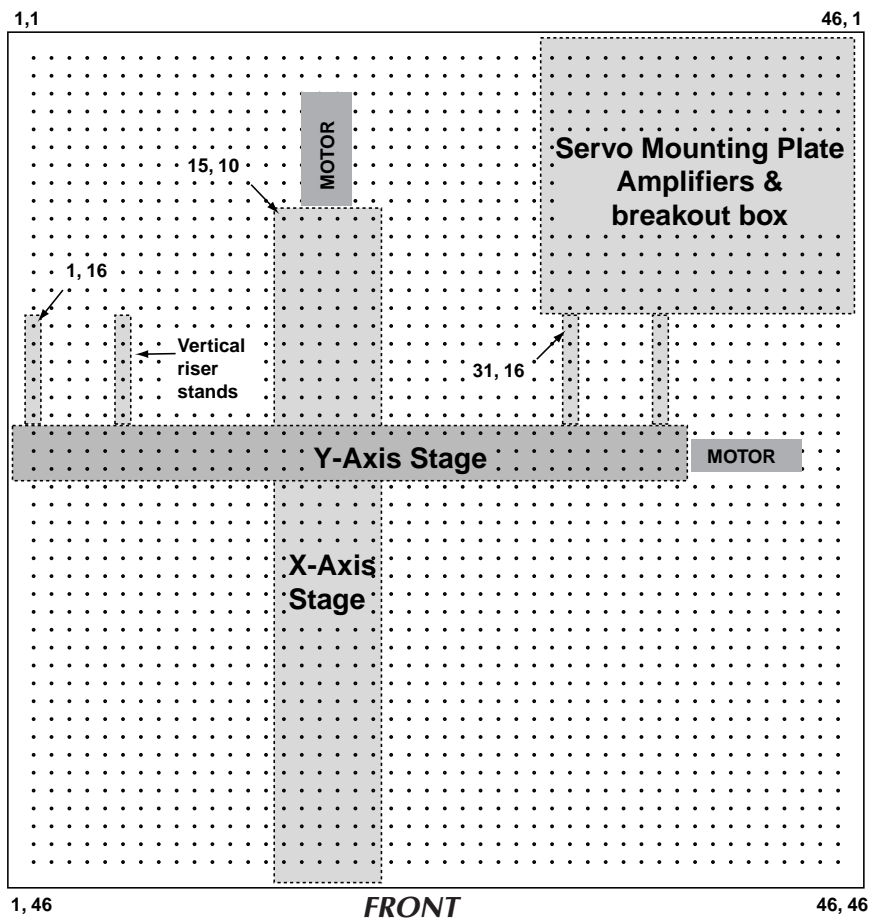 1,1
46, 1
MOTOR
Servo Mounting Plate
Amplifiers &
breakout box
15, 10
1, 16
Vertical
riser
stands
31, 16
Y-Axis Stage
MOTOR
X-Axis
Stage
1, 46
FRONT
46, 46